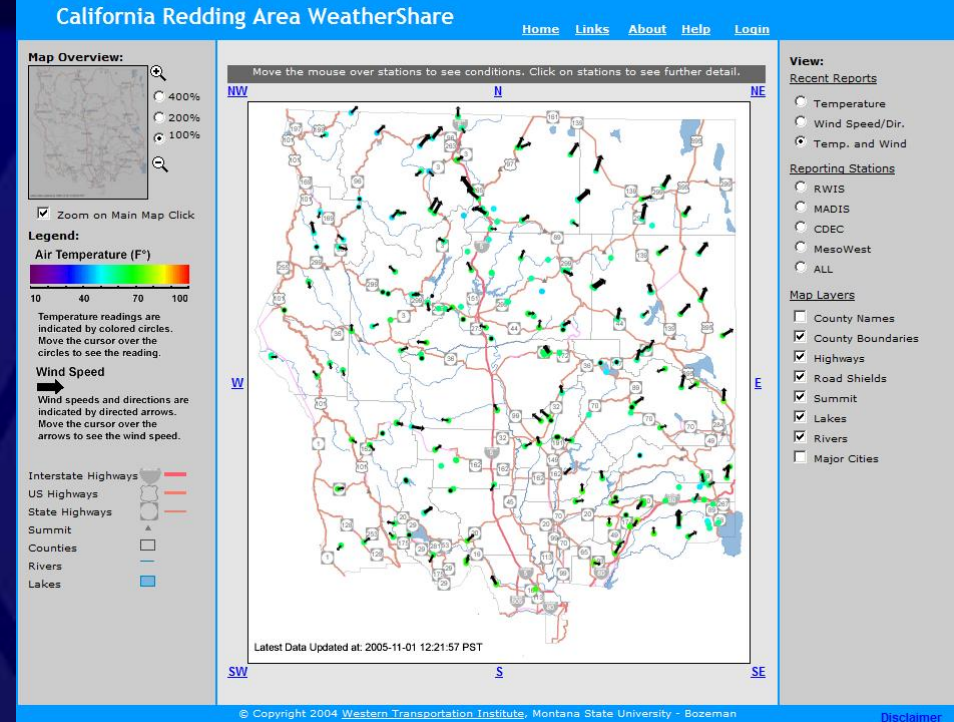 California Redding Area WeatherShare
Home Links About Help Login
Map Overview:
400%
200%
100%
Zoom on Main Map Click
Legend:
Air Temperature (F°)
10 40 70 100
Temperature readings are
indicated by colored circles.
Move the cursor over the
circles to see the reading.
Wind Speed
Wind speeds and directions are
indicated by directed arrows.
Move the cursor over the
arrows to see the wind speed.
Interstate Highways
US Highways
State Highways
Summit
Counties
Rivers
Lakes
Move the mouse over stations to see conditions. Click on stations to see further detail.
NW N NE
W E
Latest Data Updated at: 2005-11-01 12:21:57 PST
SW S SE
View:
Recent Reports
Temperature
Wind Speed/Dir.
Temp. and Wind
Reporting Stations
RWIS
MADIS
CDEC
MesoWest
ALL
Map Layers
County Names
County Boundaries
Highways
Road Shields
Summit
Lakes
Rivers
Major Cities
© Copyright 2004 Western Transportation Institute, Montana State University - Bozeman
Disclaimer